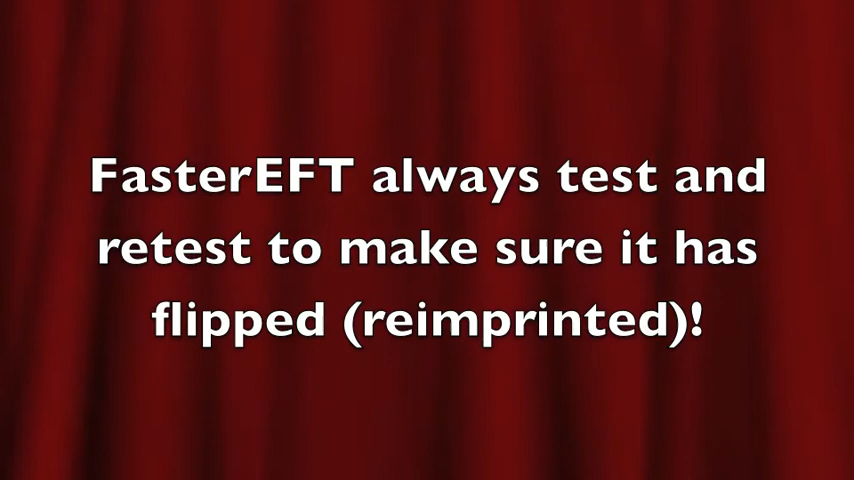 FasterEFT always test and
retest to make sure it has
flipped (reimprinted)!